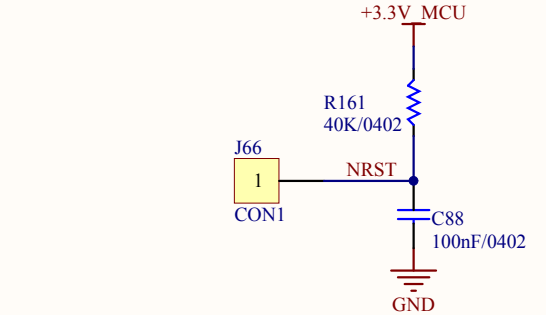 +3.3V_MCU
R161
40K/0402
J66
1
NRST
CON1
C88
100nF/0402
GND